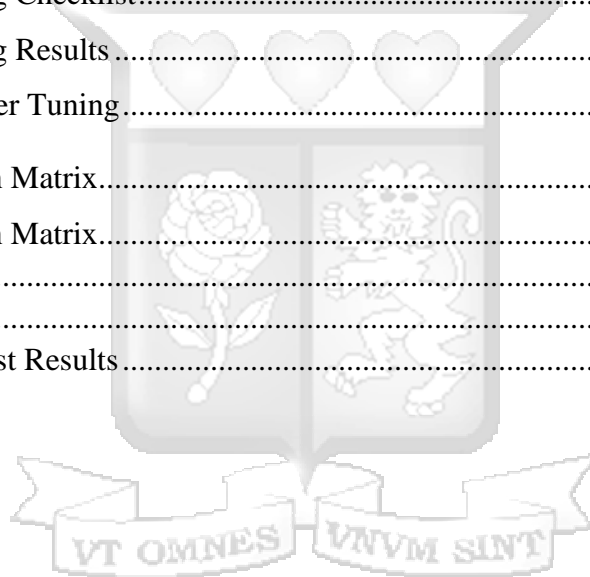 g Checklist
g Results
er Tuning
n Matrix
n Matrix
st Results
VT OMNES VNVM SINT